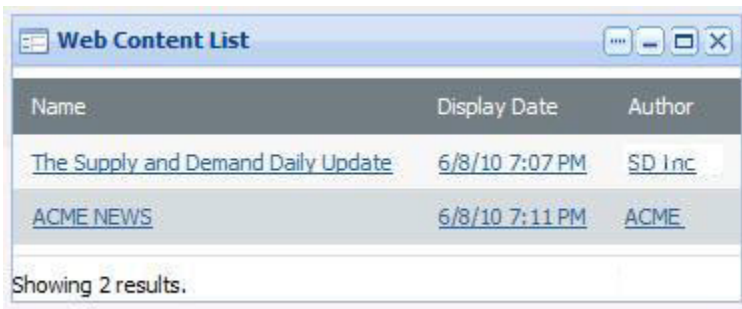 Web Content List
Name Display Date Author
The Supply and Demand Daily Update 6/8/10 7:07 PM SD Inc
ACME NEWS 6/8/10 7:11 PM ACME
Showing 2 results.